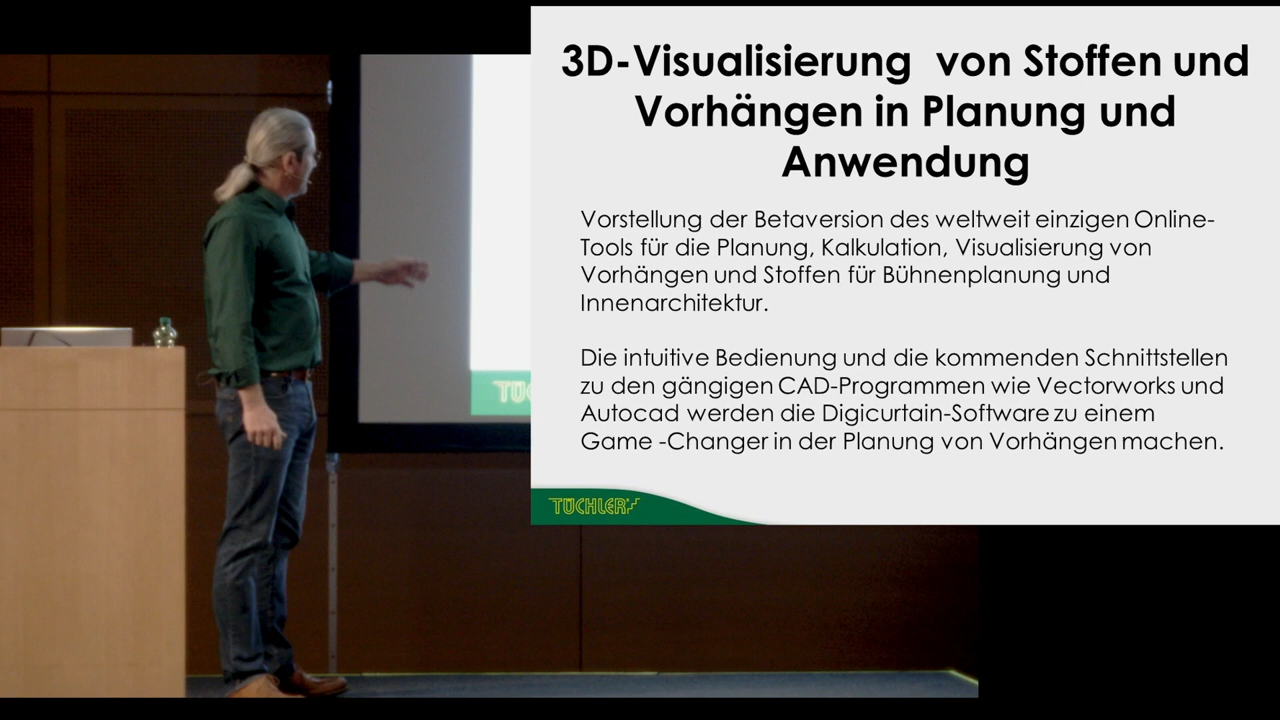 3D-Visualisierung von Stoffen und
Vorhängen in Planung und
Anwendung
Vorstellung der Betaversion des weltweit einzigen Online-
Tools für die Planung, Kalkulation, Visualisierung von
Vorhängen und Stoffen für Bühnenplanung und
Innenarchitektur.
Die intuitive Bedienung und die kommenden Schnittstellen
zu den gängigen CAD-Programmen wie Vectorworks und
Autocad werden die Digicurtain-Software zu einem
Game -Changer in der Planung von Vorhängen machen.
TÜCHLER